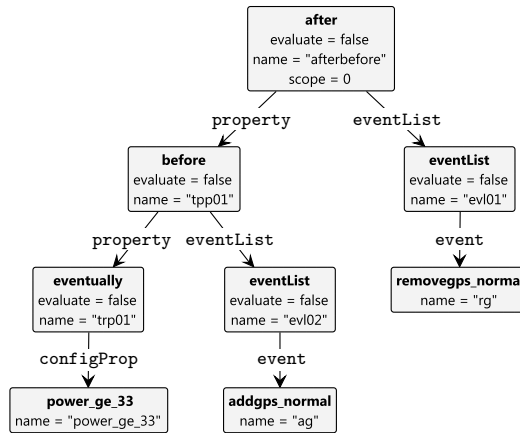 after
evaluate = false
name = "afterbefore"
scope = 0
property
eventList
before
evaluate = false
name = "tpp01"
eventList
evaluate = false
name = "evl01"
property
eventList
event
eventually
evaluate = false
name = "trp01"
eventList
evaluate = false
name = "evl02"
removegps_normal
name = "rg"
configProp
event
power_ge_33
name = "power_ge_33"
addgps_normal
name = "ag"